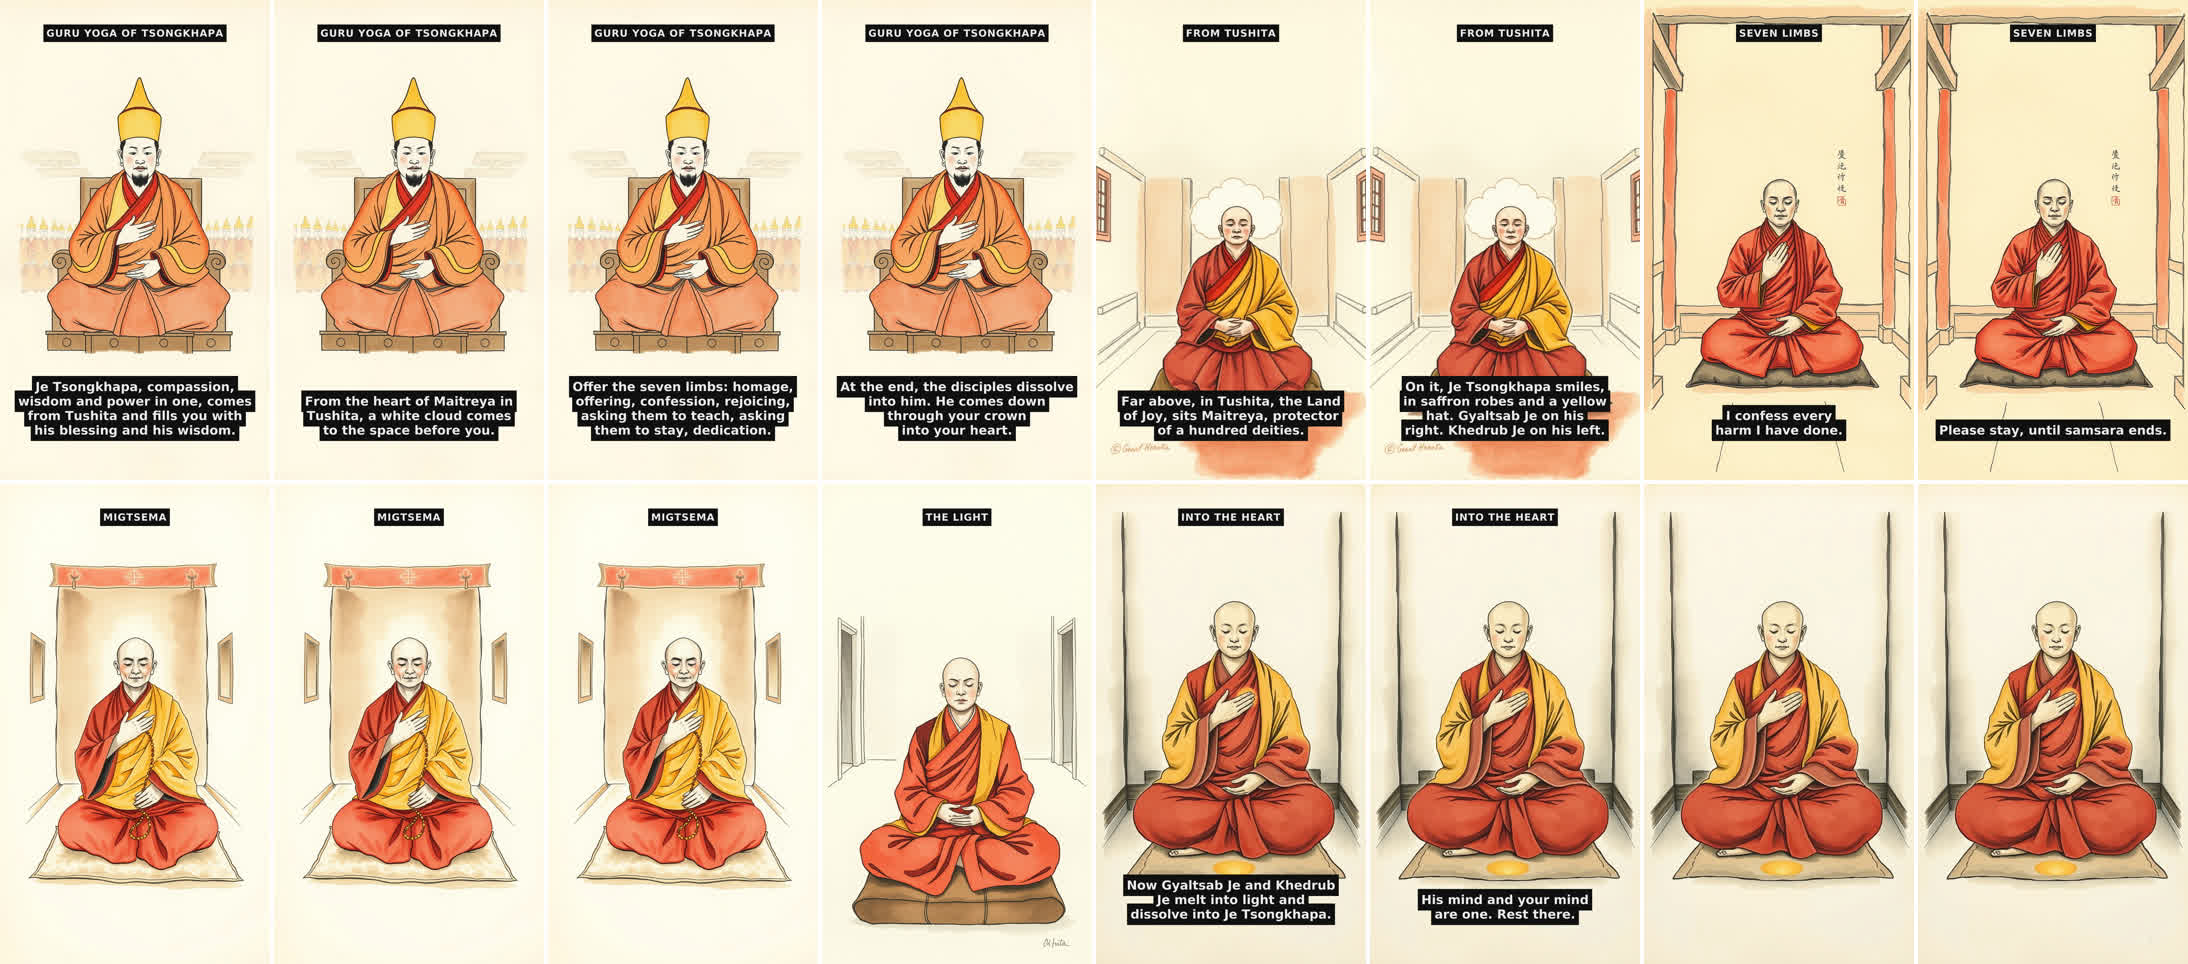 GURU YOGA OF TSONGKHAPA
Je Tsongkhapa, compassion,
wisdom and power in one, comes
from Tushita and fills you with
his blessing and his wisdom.
GURU YOGA OF TSONGKHAPA
From the heart of Maitreya in
Tushita, a white cloud comes
to the space before you.
GURU YOGA OF TSONGKHAPA
Offer the seven limbs: homage,
offering, confession, rejoicing,
asking them to teach, asking
them to stay, dedication.
GURU YOGA OF TSONGKHAPA
At the end, the disciples dissolve
into him. He comes down
through your crown
into your heart.
FROM TUSHITA
Far above, in Tushita, the Land
of Joy, sits Maitreya, protector
of a hundred deities.
FROM TUSHITA
On it, Je Tsongkhapa smiles,
in saffron robes and a yellow
hat. Gyaltsab Je on his
right. Khedrub Je on his left.
SEVEN LIMBS
I confess every
harm I have done.
SEVEN LIMBS
Please stay, until samsara ends.
MIGTSEMA
MIGTSEMA
MIGTSEMA
THE LIGHT
INTO THE HEART
Now Gyaltsab Je and Khedrub
Je melt into light and
dissolve into Je Tsongkhapa.
INTO THE HEART
His mind and your mind
are one. Rest there.